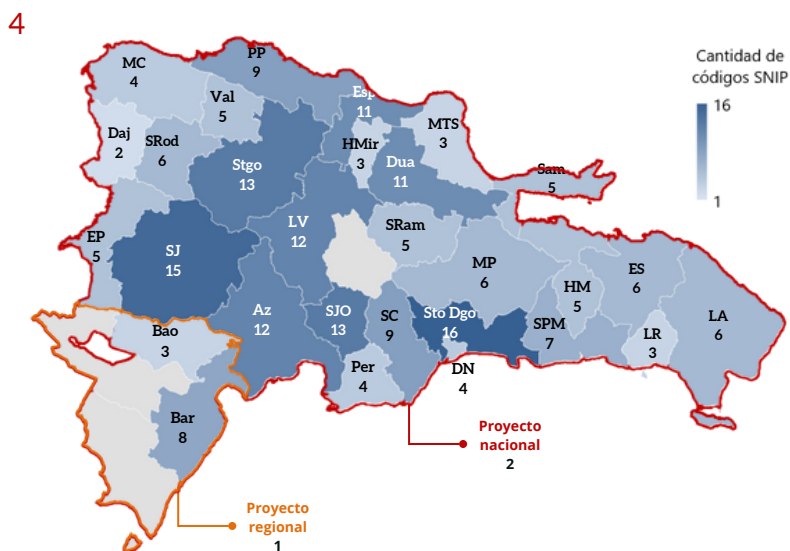 4
Cantidad de
códigos SNIP
16
1
PP
9
MC
4
Val
5
Esp
11
MTS
3
Daj
2
SRod
6
HMir
3
Dua
11
Stgo
13
Sam
5
LV
12
SRam
5
EP
5
SJ
15
MP
6
ES
6
HM
5
Az
12
SJO
13
SC
9
Sto Dgo
16
SPM
7
LA
6
LR
3
Bao
3
Per
4
DN
4
Bar
8
Proyecto
nacional
2
Proyecto
regional
1